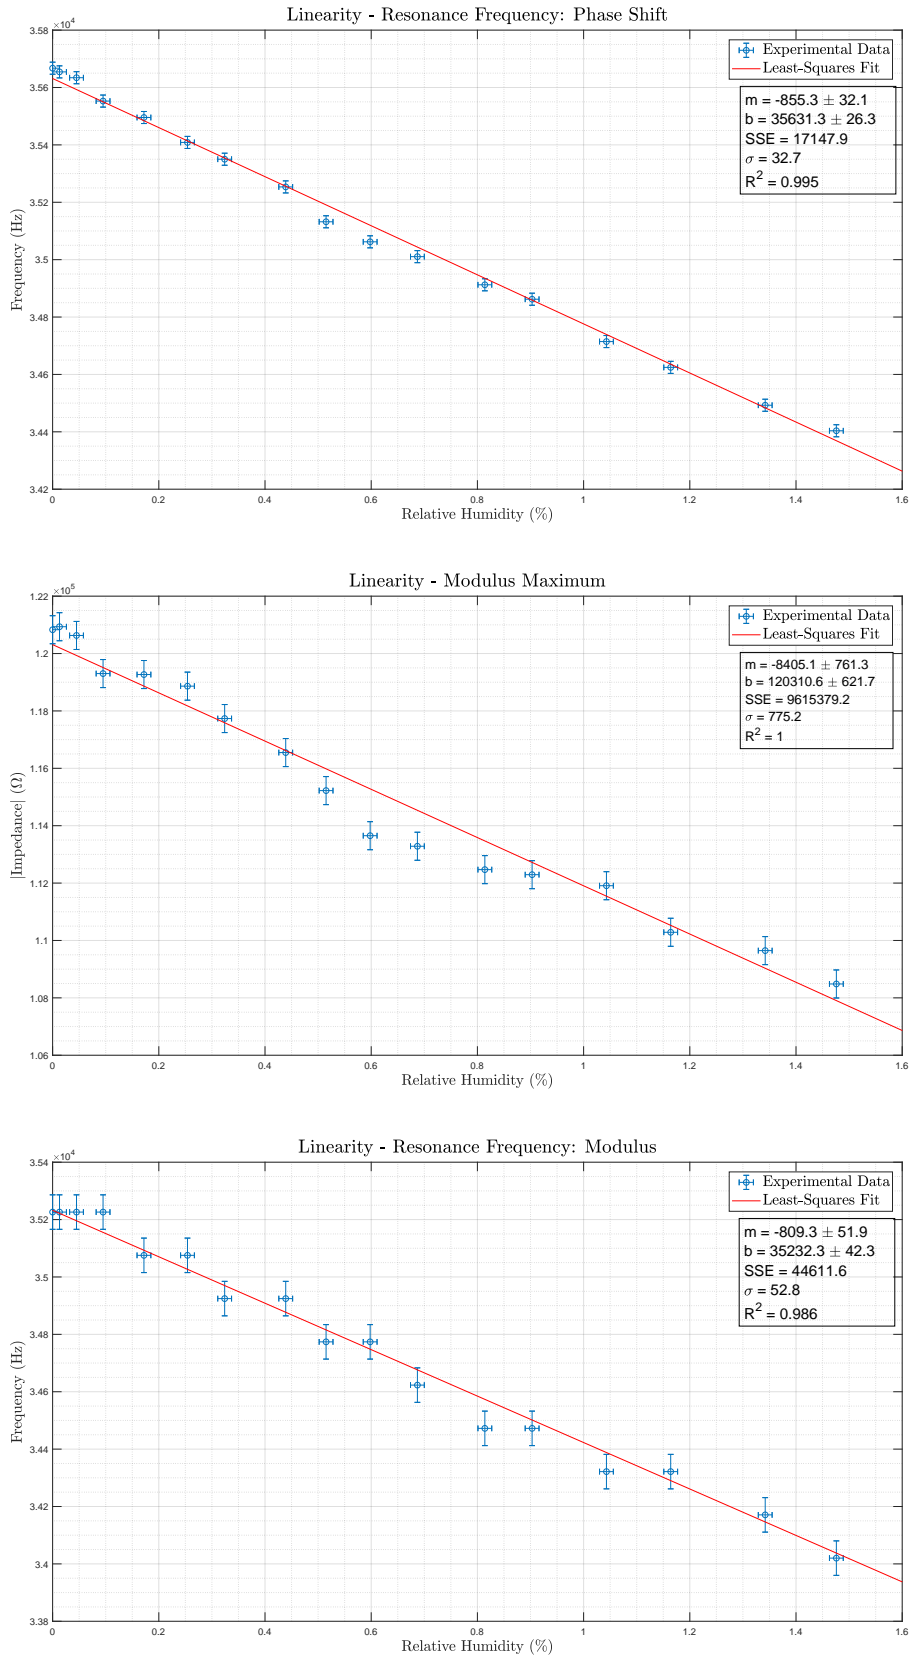 Linearity - Resonance Frequency: Phase Shift
×10⁴
3.58
3.56
3.54
3.52
3.5
3.48
3.46
3.44
3.42
Frequency (Hz)
Experimental Data
Least-Squares Fit
m = -855.3 ± 32.1
b = 35631.3 ± 26.3
SSE = 17147.9
σ = 32.7
R² = 0.995
0 0.2 0.4 0.6 0.8 1 1.2 1.4 1.6
Relative Humidity (%)
Linearity - Modulus Maximum
×10⁵
1.22
1.2
1.18
1.16
1.14
1.12
1.1
1.08
1.06
|Impedance| (Ω)
Experimental Data
Least-Squares Fit
m = -8405.1 ± 761.3
b = 120310.6 ± 621.7
SSE = 9615379.2
σ = 775.2
R² = 1
0 0.2 0.4 0.6 0.8 1 1.2 1.4 1.6
Relative Humidity (%)
Linearity - Resonance Frequency: Modulus
×10⁴
3.54
3.52
3.5
3.48
3.46
3.44
3.42
3.4
3.38
Frequency (Hz)
Experimental Data
Least-Squares Fit
m = -809.3 ± 51.9
b = 35232.3 ± 42.3
SSE = 44611.6
σ = 52.8
R² = 0.986
0 0.2 0.4 0.6 0.8 1 1.2 1.4 1.6
Relative Humidity (%)